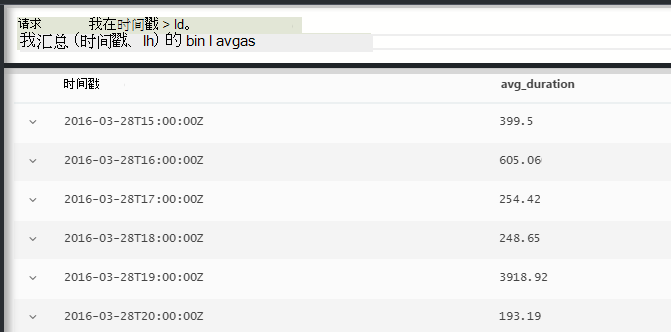 请求 我在时间戳 > ld。
我汇总 (时间戳、lh) 的 bin l avgas
时间戳 avg_duration
2016-03-28T15:00:00Z 399.5
2016-03-28T16:00:00Z 605.06
2016-03-28T17:00:00Z 254.42
2016-03-28T18:00:00Z 248.65
2016-03-28T19:00:00Z 3918.92
2016-03-28T20:00:00Z 193.19